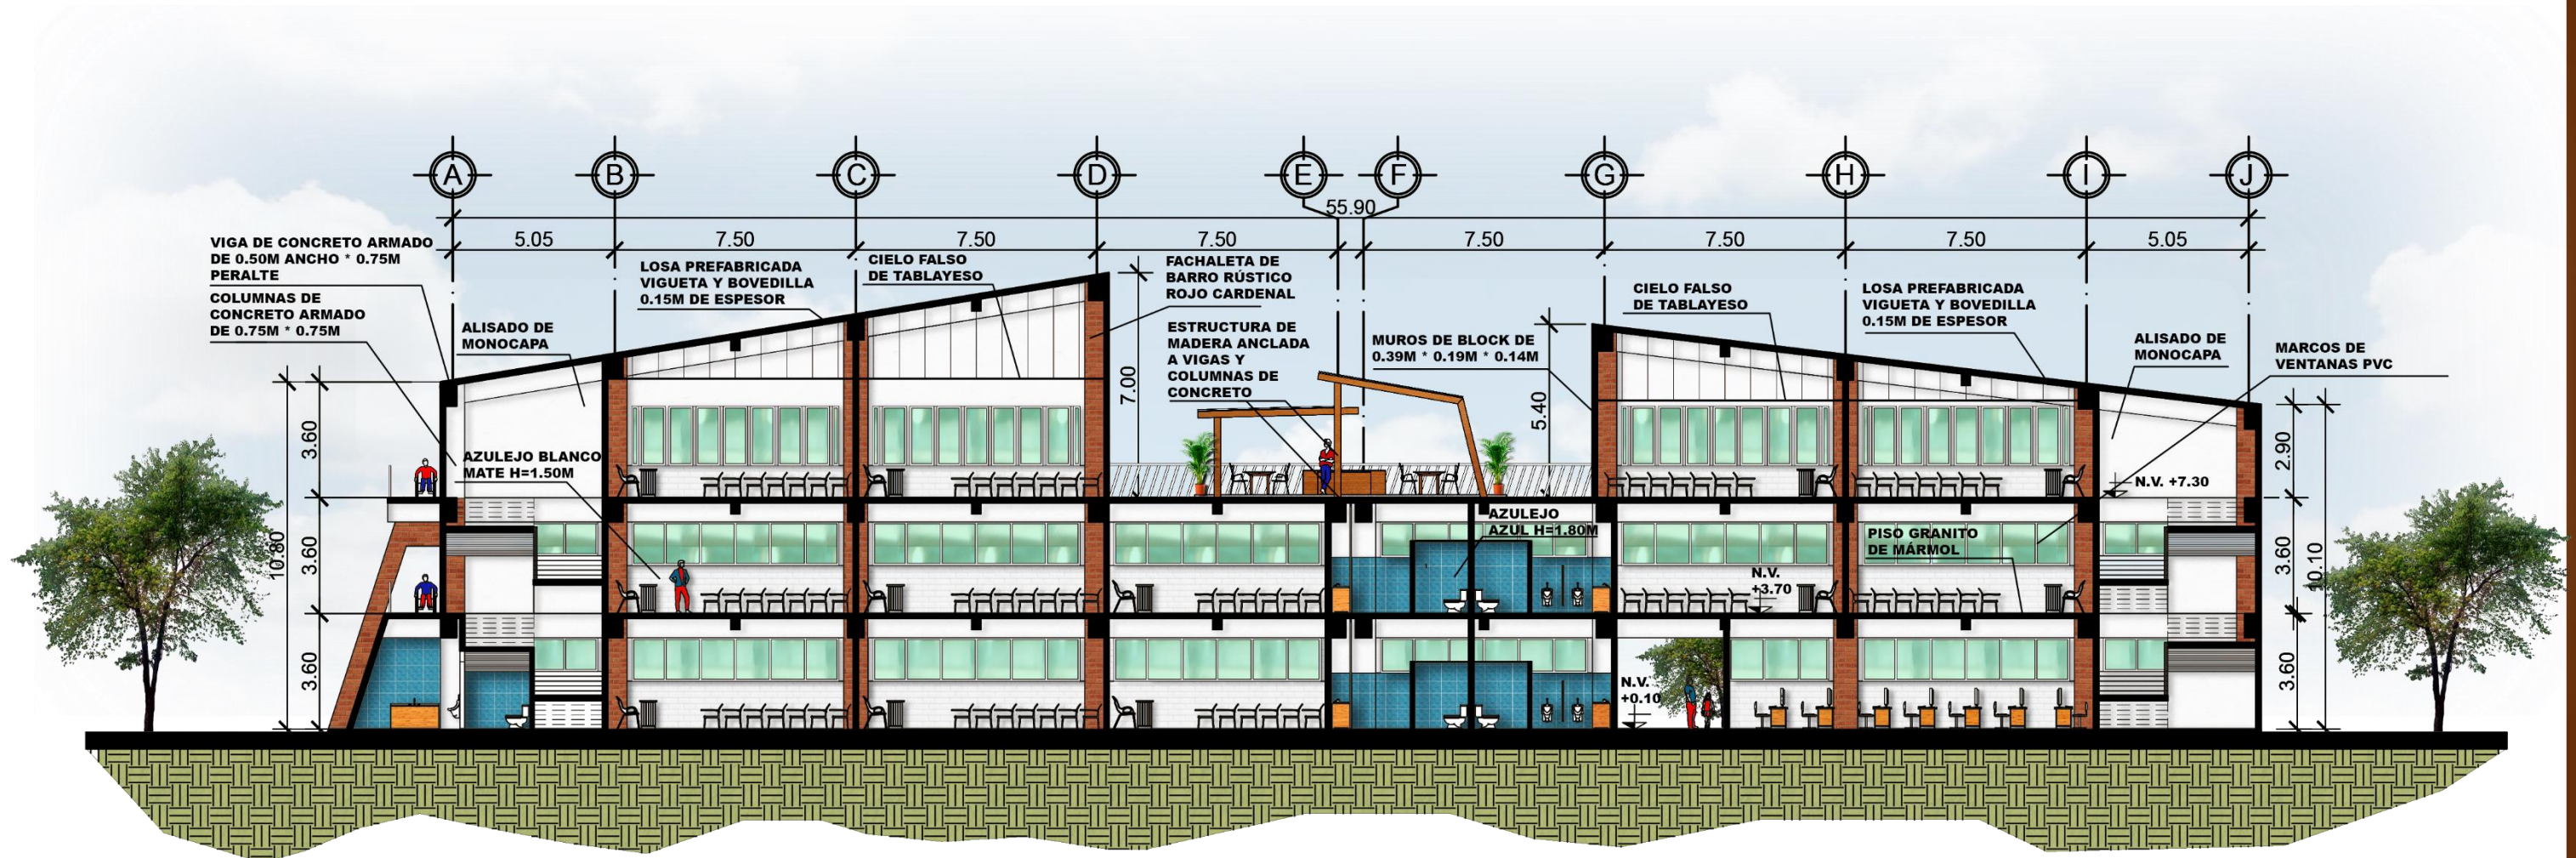 A
B
C
D
E
F
G
H
I
J
55.90
5.05
7.50
7.50
7.50
7.50
7.50
7.50
5.05
VIGA DE CONCRETO ARMADO
DE 0.50M ANCHO * 0.75M
PERALTE
COLUMNAS DE
CONCRETO ARMADO
DE 0.75M * 0.75M
ALISADO DE
MONOCAPA
LOSA PREFABRICADA
VIGUETA Y BOVEDILLA
0.15M DE ESPESOR
CIELO FALSO
DE TABLAYESO
FACHALETA DE
BARRO RÚSTICO
ROJO CARDENAL
ESTRUCTURA DE
MADERA ANCLADA
A VIGAS Y
COLUMNAS DE
CONCRETO
7.00
MUROS DE BLOCK DE
0.39M * 0.19M * 0.14M
5.40
CIELO FALSO
DE TABLAYESO
LOSA PREFABRICADA
VIGUETA Y BOVEDILLA
0.15M DE ESPESOR
ALISADO DE
MONOCAPA
MARCOS DE
VENTANAS PVC
AZULEJO BLANCO
MATE H=1.50M
3.60
3.60
3.60
10.80
AZULEJO
AZUL H=1.80M
PISO GRANITO
DE MÁRMOL
N.V. +7.30
N.V.
+3.70
N.V.
+0.10
2.90
3.60
3.60
10.10